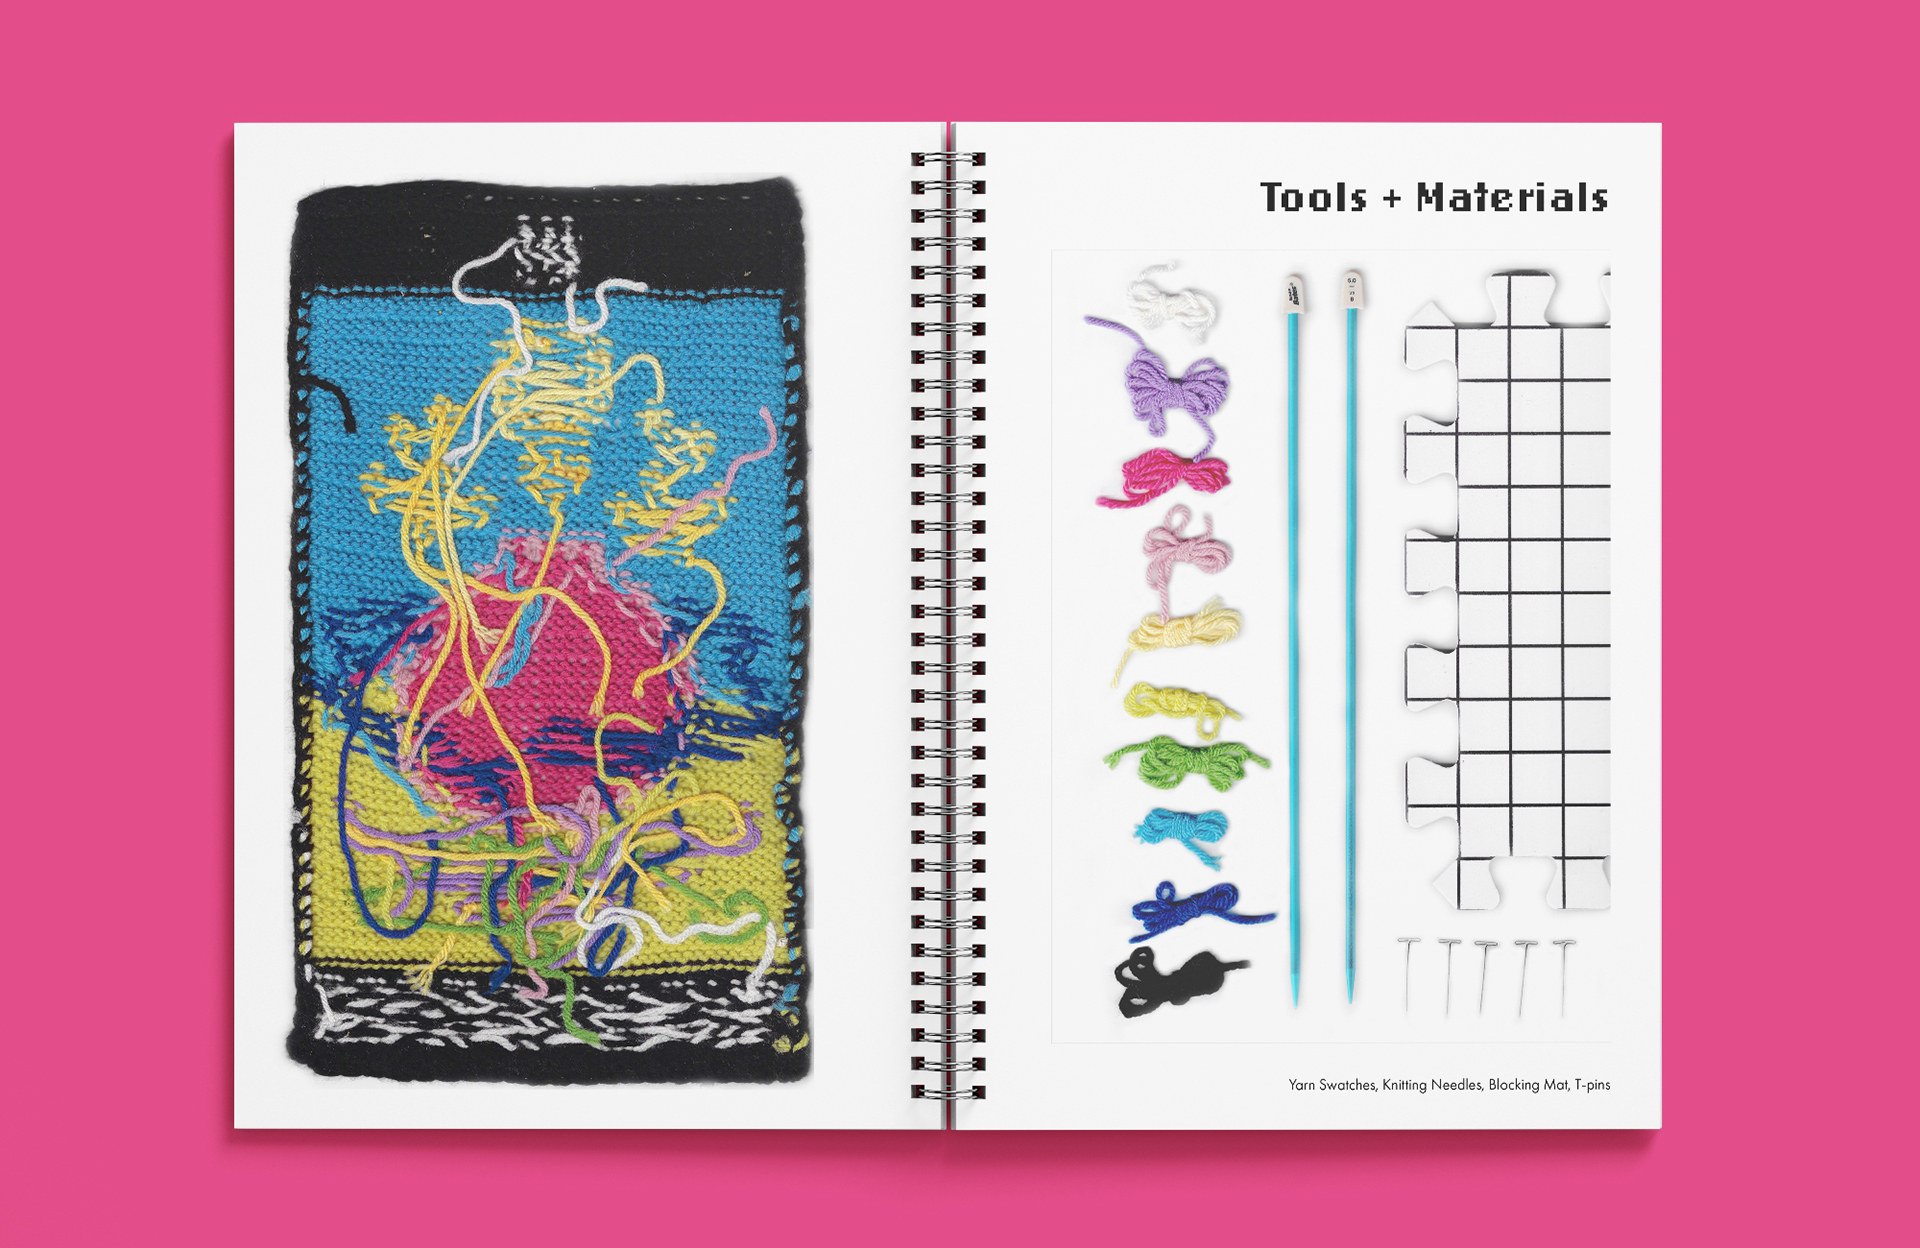 Tools + Materials
Yarn Swatches, Knitting Needles, Blocking Mat, T-pins